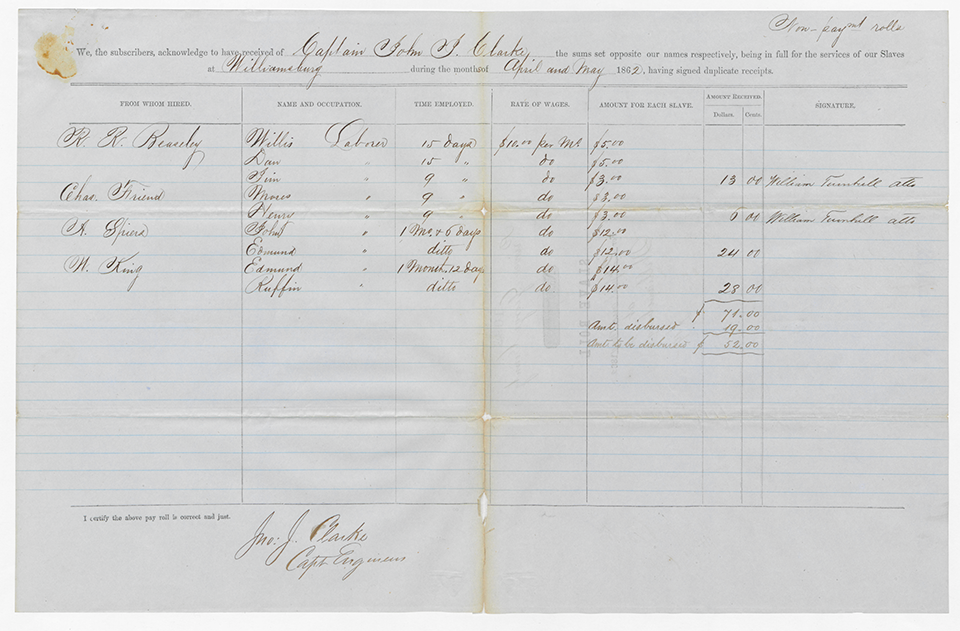 Non-paymt rolls
We, the subscribers, acknowledge to have received of Captain John J. Clarke, the sums set opposite our names respectively, being in full for the services of our Slaves
at Williamsburg during the months of April and May 1862, having signed duplicate receipts.
FROM WHOM HIRED. NAME AND OCCUPATION. TIME EMPLOYED. RATE OF WAGES. AMOUNT FOR EACH SLAVE. AMOUNT RECEIVED. SIGNATURE.
Dollars. Cents.
R. R. Beasley Willis Laborer 15 days $10.00 per Mo. $5.00
Dan " 15 " do $5.00
Jim " 9 " do $3.00 13 00 William Turnbull atto
Chas. Friend Moses " 9 " do $3.00
Henry " 9 " do $3.00 6 00 William Turnbull atto
A. Spiers John " 1 Mo. & 6 days do $12.00
Edmund " ditto do $12.00 24 00
W. King Edmund " 1 Month, 12 days do $14.00
Ruffin " ditto do $14.00 28 00
$ 71.00
Amt. disbursed 19.00
Amt to be disbursed $ 52.00
I certify the above pay roll is correct and just.
Jno: J. Clarke
Capt Engineers